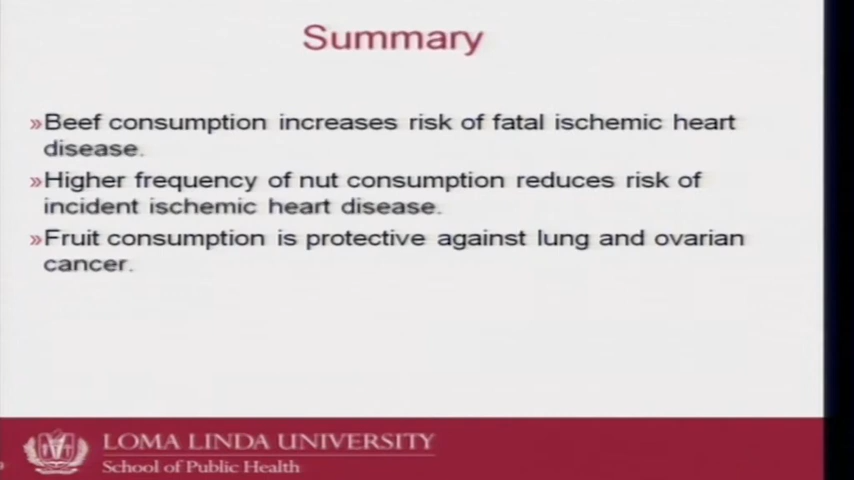 Summary
»Beef consumption increases risk of fatal ischemic heart
disease.
»Higher frequency of nut consumption reduces risk of
incident ischemic heart disease.
»Fruit consumption is protective against lung and ovarian
cancer.
LOMA LINDA UNIVERSITY
School of Public Health